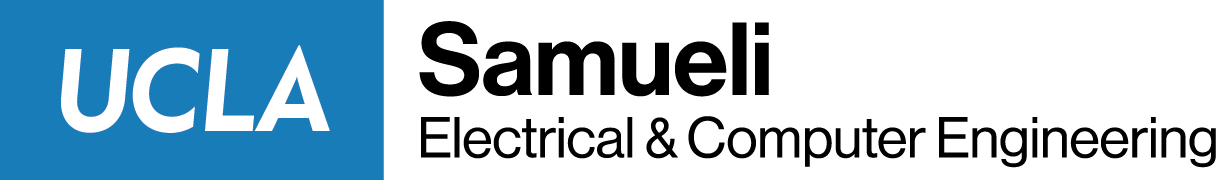 UCLA
Samueli
Electrical & Computer Engineering